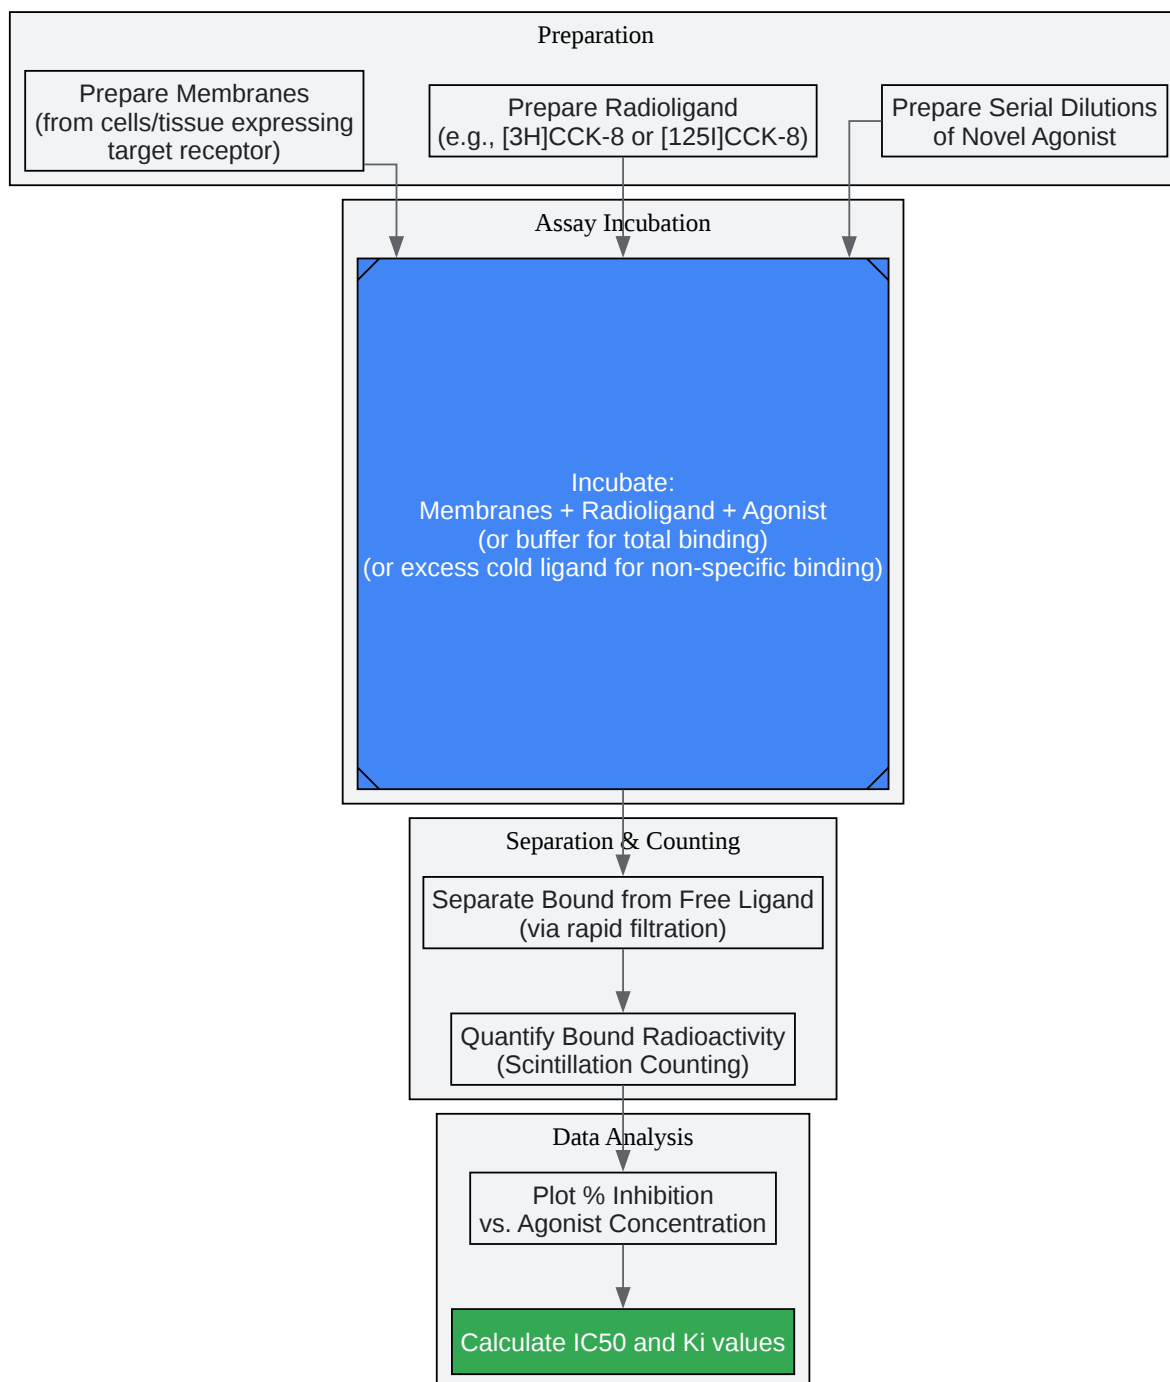 Preparation
Prepare Membranes
(from cells/tissue expressing
target receptor)
Prepare Radioligand
(e.g., [3H]CCK-8 or [125I]CCK-8)
Prepare Serial Dilutions
of Novel Agonist
Assay Incubation
Incubate:
Membranes + Radioligand + Agonist
(or buffer for total binding)
(or excess cold ligand for non-specific binding)
Separation & Counting
Separate Bound from Free Ligand
(via rapid filtration)
Quantify Bound Radioactivity
(Scintillation Counting)
Data Analysis
Plot % Inhibition
vs. Agonist Concentration
Calculate IC50 and Ki values